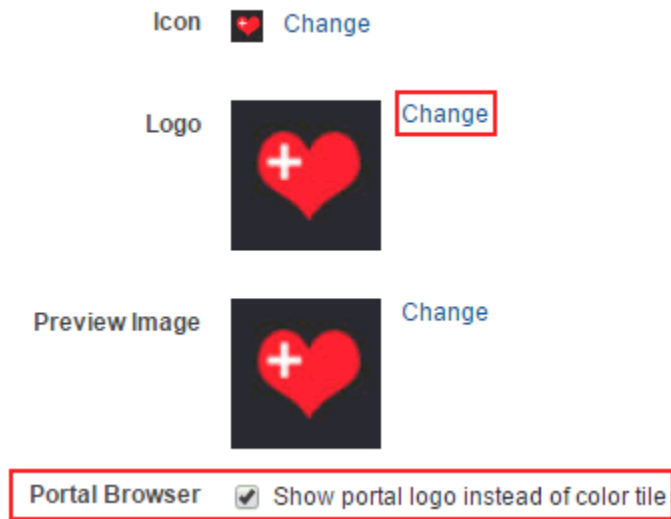 Icon Change
Logo Change
Preview Image Change
Portal Browser Show portal logo instead of color tile